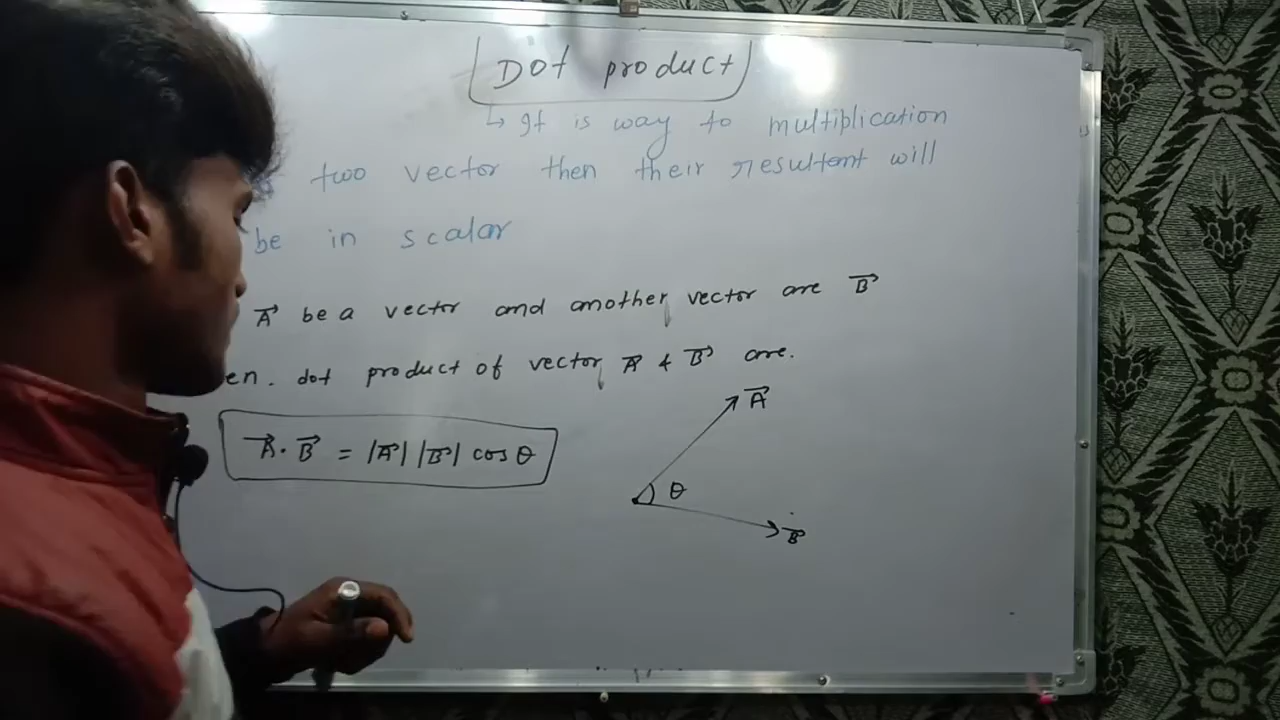 Dot product
↳ It is way to multiplication
two vector then their resultent will
be in scalar
A⃗ be a vector and another vector are B⃗
en. dot product of vector A⃗ & B⃗ are.
A⃗ · B⃗ = |A⃗| |B⃗| cos θ
A⃗
θ
B⃗